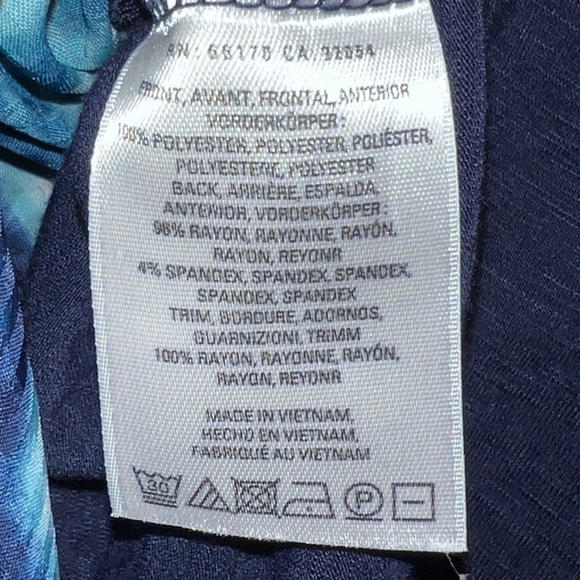 RN: 66170 CA: 32054
FRONT, AVANT, FRONTAL, ANTERIOR
VORDERKÖRPER:
100% POLYESTER, POLYESTER, POLIÉSTER,
POLYESTERE, POLYESTER
BACK, ARRIÈRE, ESPALDA
ANTERIOR, VORDERKÖRPER:
96% RAYON, RAYONNE, RAYÓN,
RAYON, REYONR
4% SPANDEX, SPANDEX, SPANDEX,
SPANDEX, SPANDEX
TRIM, BORDURE, ADORNOS,
GUARNIZIONI, TRIMM
100% RAYON, RAYONNE, RAYÓN,
RAYON, REYONR
MADE IN VIETNAM,
HECHO EN VIETNAM,
FABRIQUÉ AU VIETNAM
30 P